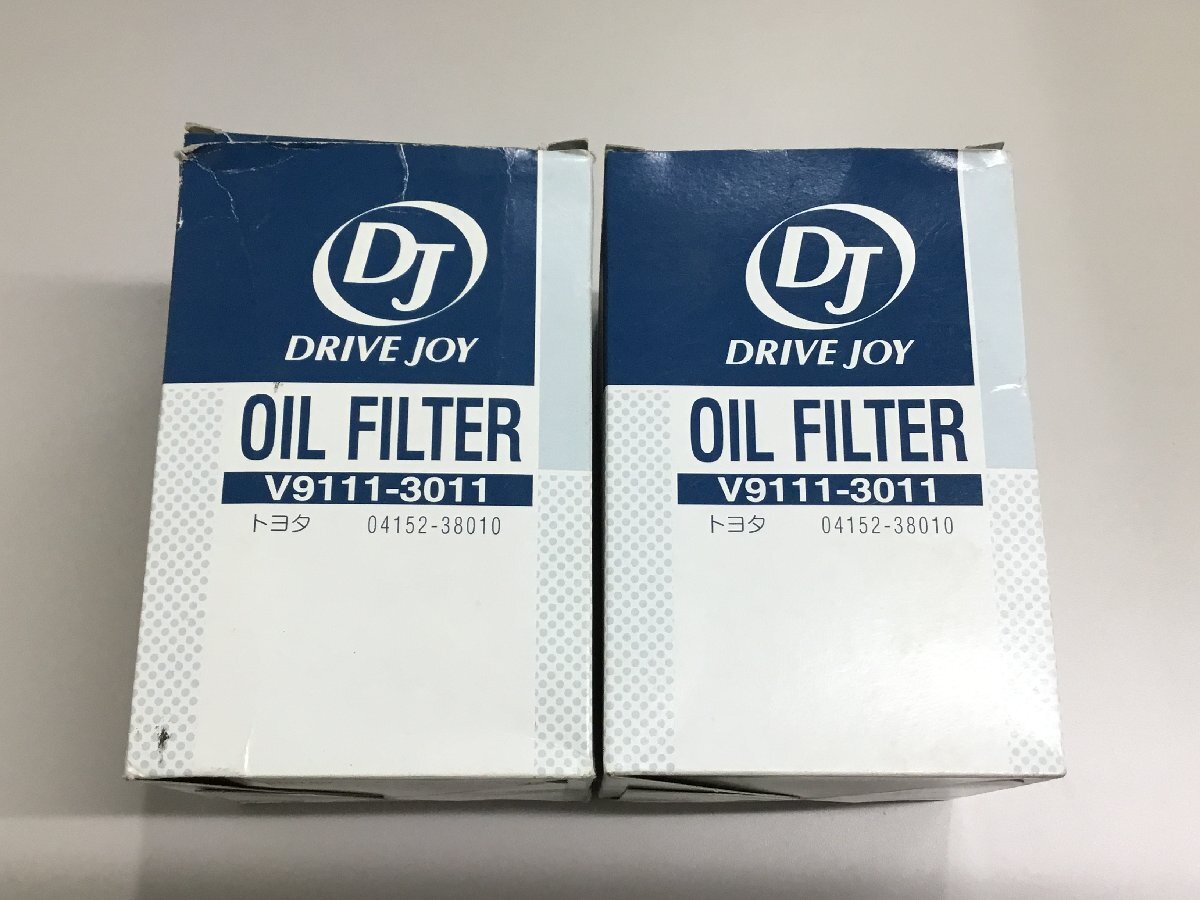 DJ
DRIVE JOY
OIL FILTER
V9111-3011
トヨタ 04152-38010
DJ
DRIVE JOY
OIL FILTER
V9111-3011
トヨタ 04152-38010